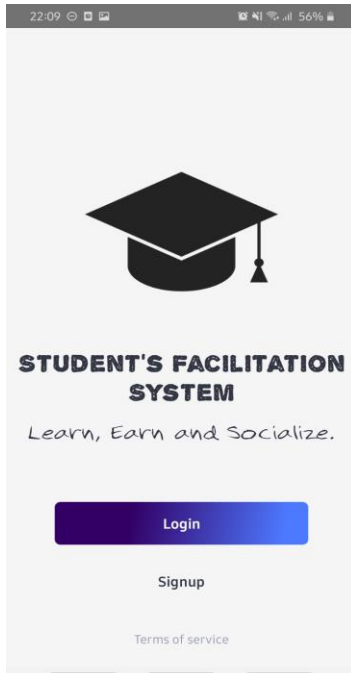 22:09 56%
STUDENT'S FACILITATION
SYSTEM
Learn, Earn and Socialize.
Login
Signup
Terms of service